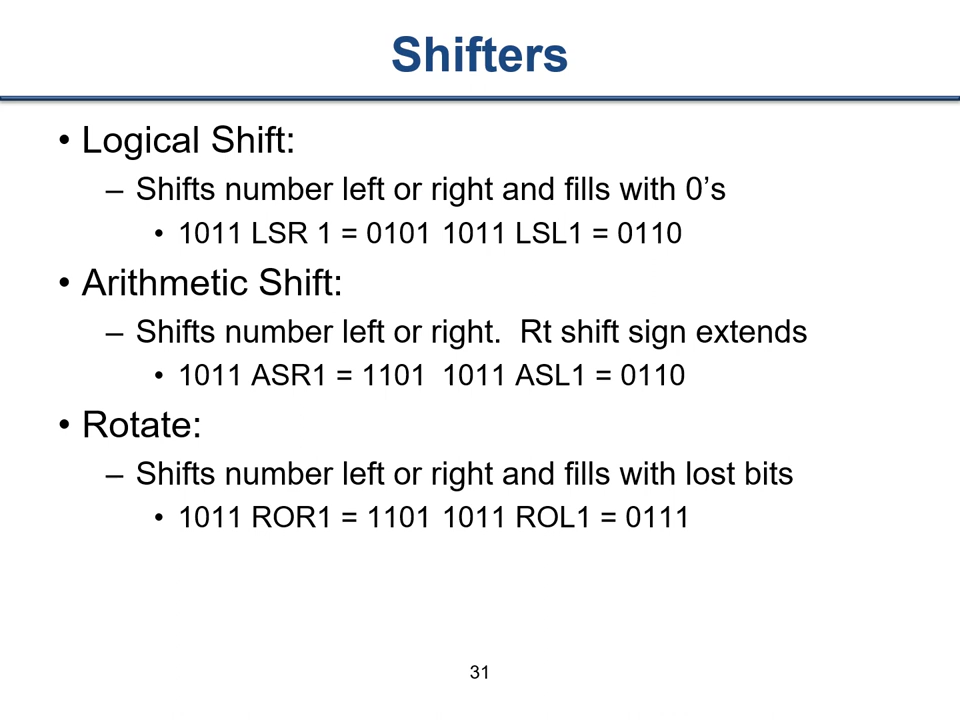 Shifters
• Logical Shift:
– Shifts number left or right and fills with 0’s
• 1011 LSR 1 = 0101 1011 LSL1 = 0110
• Arithmetic Shift:
– Shifts number left or right.  Rt shift sign extends
• 1011 ASR1 = 1101  1011 ASL1 = 0110
• Rotate:
– Shifts number left or right and fills with lost bits
• 1011 ROR1 = 1101 1011 ROL1 = 0111
31